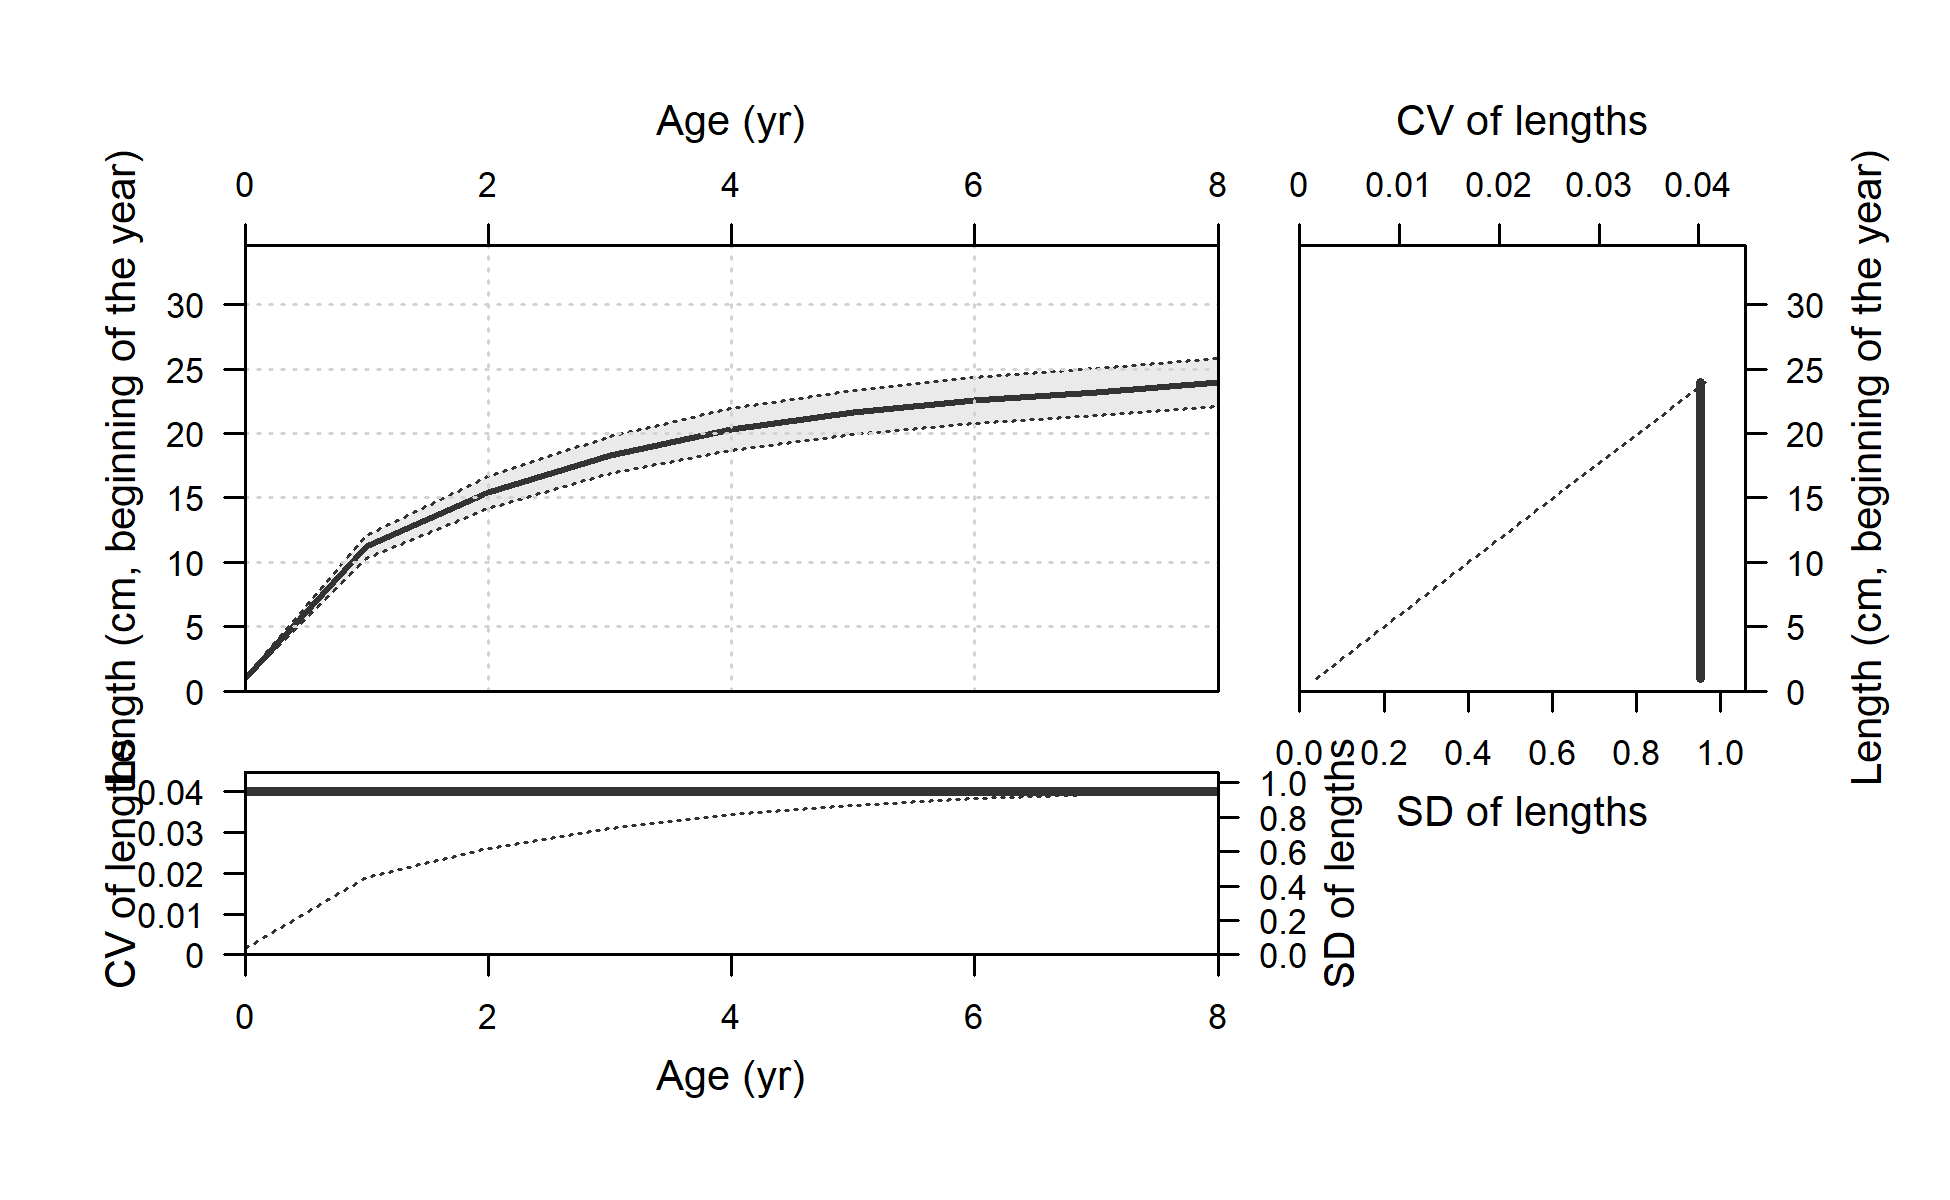 Age (yr)
0 2 4 6 8
Length (cm, beginning of the year)
30
25
20
15
10
5
0
CV of lengths
0 0.01 0.02 0.03 0.04
30
25
20
15
10
5
0
Length (cm, beginning of the year)
0.0 0.2 0.4 0.6 0.8 1.0
SD of lengths
CV of lengths
0.04
0.03
0.02
0.01
0
1.0
0.8
0.6
0.4
0.2
0.0
SD of lengths
0 2 4 6 8
Age (yr)